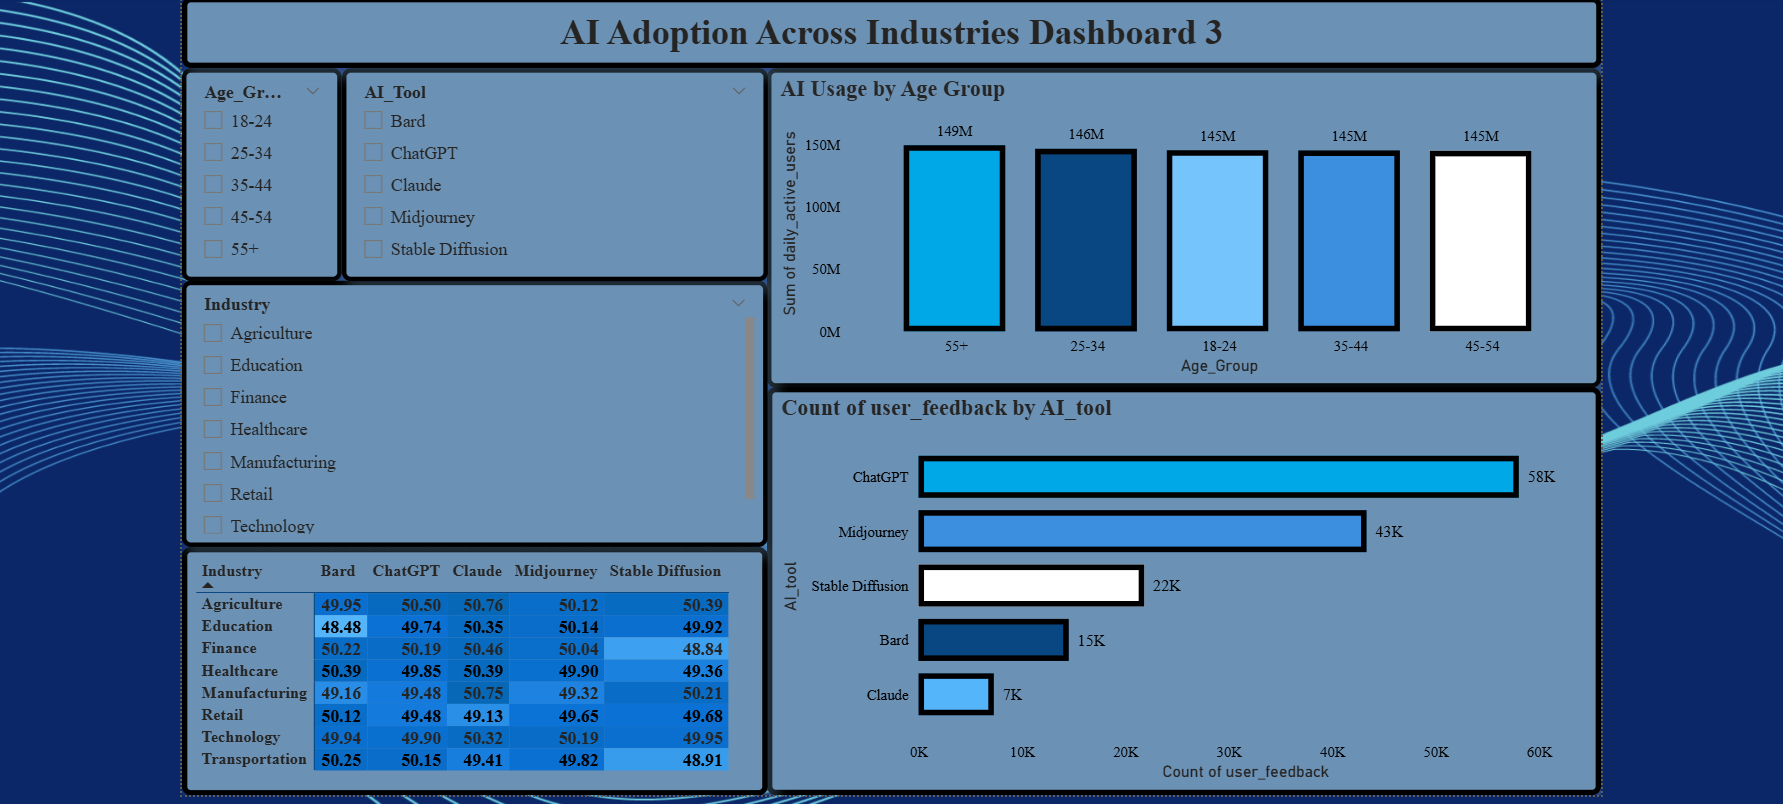 AI Adoption Across Industries Dashboard 3
Age_Gr...
18-24
25-34
35-44
45-54
55+
AI_Tool
Bard
ChatGPT
Claude
Midjourney
Stable Diffusion
Industry
Agriculture
Education
Finance
Healthcare
Manufacturing
Retail
Technology
Industry Bard ChatGPT Claude Midjourney Stable Diffusion
Agriculture 49.95 50.50 50.76 50.12 50.39
Education 48.48 49.74 50.35 50.14 49.92
Finance 50.22 50.19 50.46 50.04 48.84
Healthcare 50.39 49.85 50.39 49.90 49.36
Manufacturing 49.16 49.48 50.75 49.32 50.21
Retail 50.12 49.48 49.13 49.65 49.68
Technology 49.94 49.90 50.32 50.19 49.95
Transportation 50.25 50.15 49.41 49.82 48.91
AI Usage by Age Group
Sum of daily_active_users
150M
100M
50M
0M
149M 146M 145M 145M 145M
55+ 25-34 18-24 35-44 45-54
Age_Group
Count of user_feedback by AI_tool
AI_tool
ChatGPT 58K
Midjourney 43K
Stable Diffusion 22K
Bard 15K
Claude 7K
0K 10K 20K 30K 40K 50K 60K
Count of user_feedback